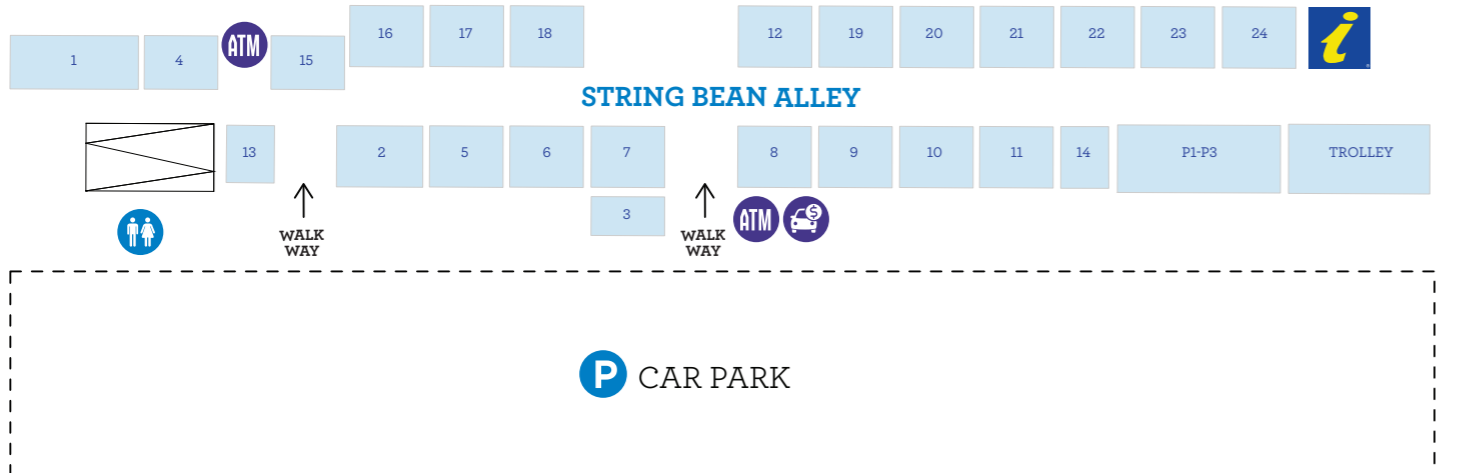 16 17 18 12 19 20 21 22 23 24 i
1 4 ATM 15
STRING BEAN ALLEY
13 2 5 6 7 8 9 10 11 14 P1-P3 TROLLEY
3
ATM $
WALK
WAY
WALK
WAY
P CAR PARK